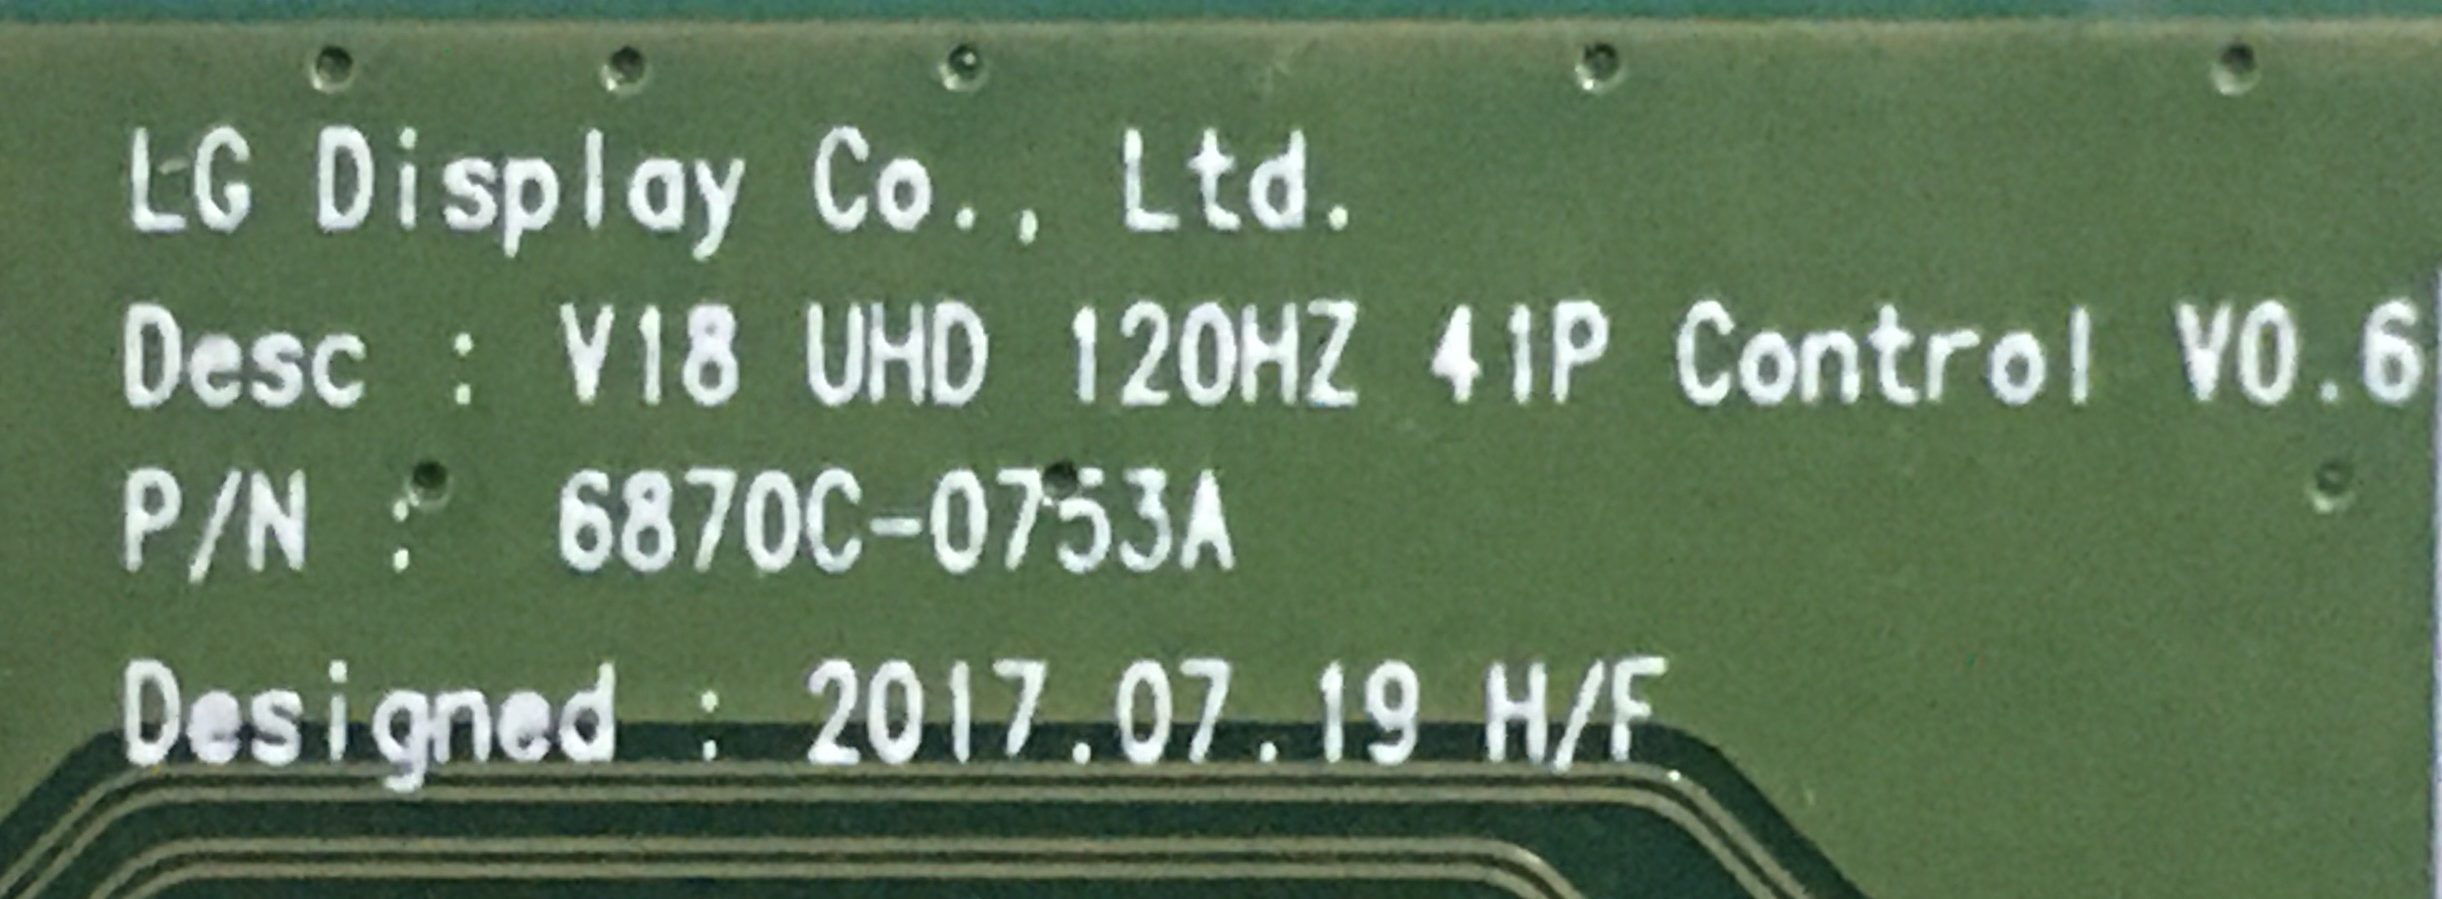 LG Display Co., Ltd.
Desc : V18 UHD 120HZ 41P Control V0.6
P/N : 6870C-0753A
Designed : 2017.07.19 H/F